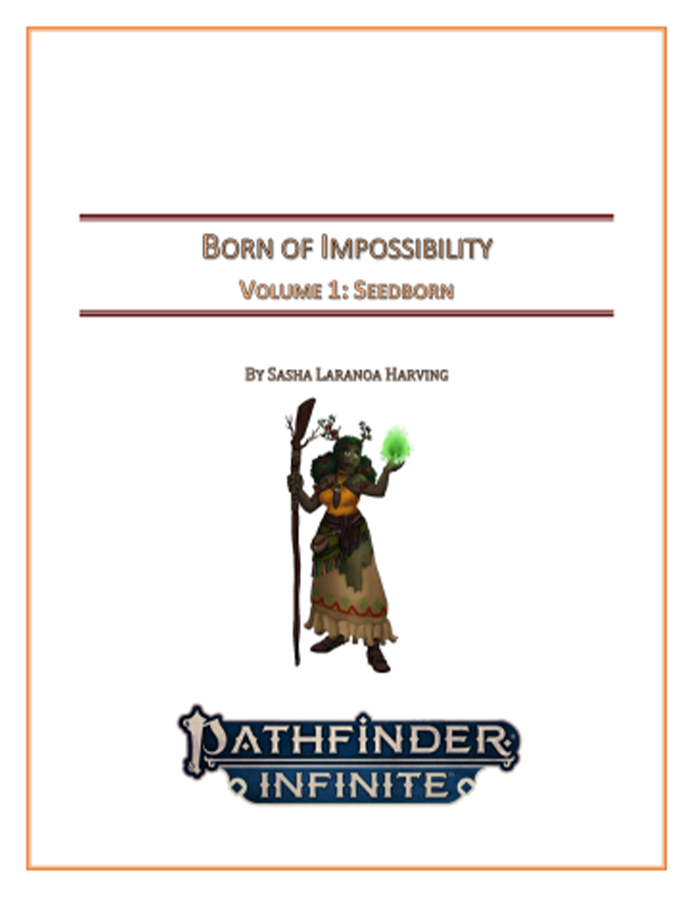 BORN OF IMPOSSIBILITY
VOLUME 1: SEEDBORN
BY SASHA LARANOA HARVING
PATHFINDER
INFINITE